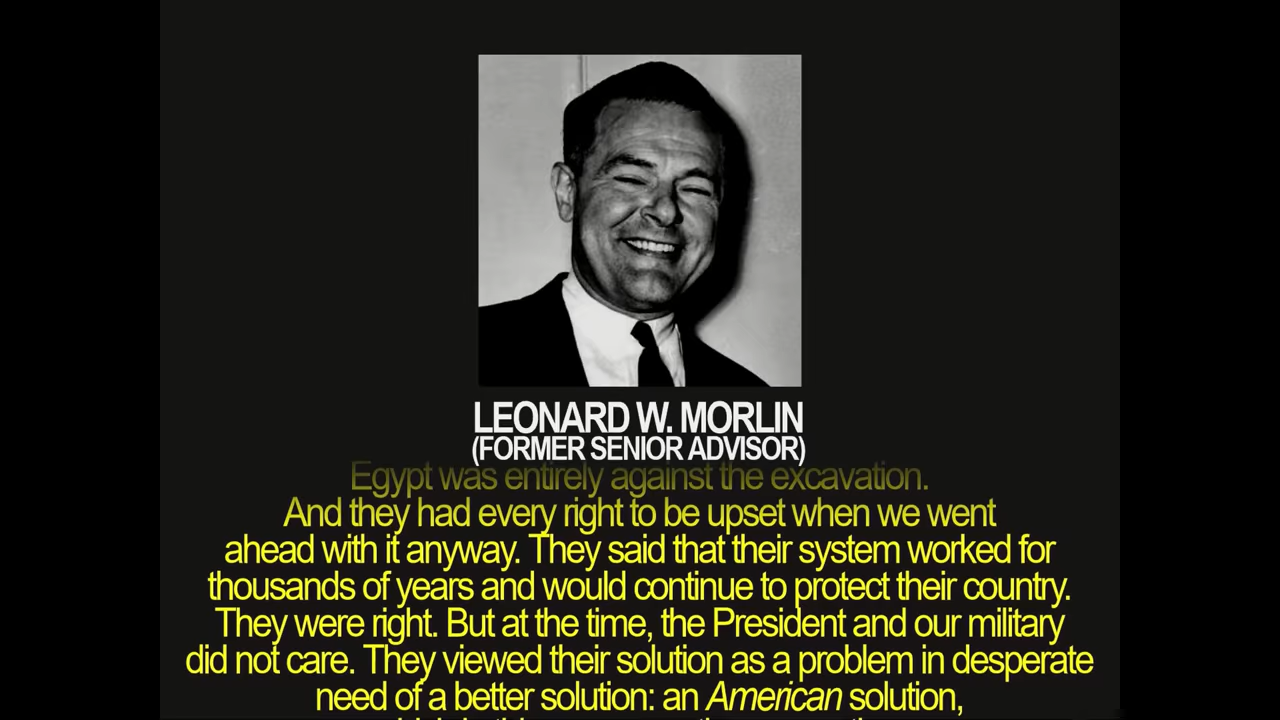 LEONARD W. MORLIN
(FORMER SENIOR ADVISOR)
Egypt was entirely against the excavation.
And they had every right to be upset when we went
ahead with it anyway. They said that their system worked for
thousands of years and would continue to protect their country.
They were right. But at the time, the President and our military
did not care. They viewed their solution as a problem in desperate
need of a better solution: an American solution,